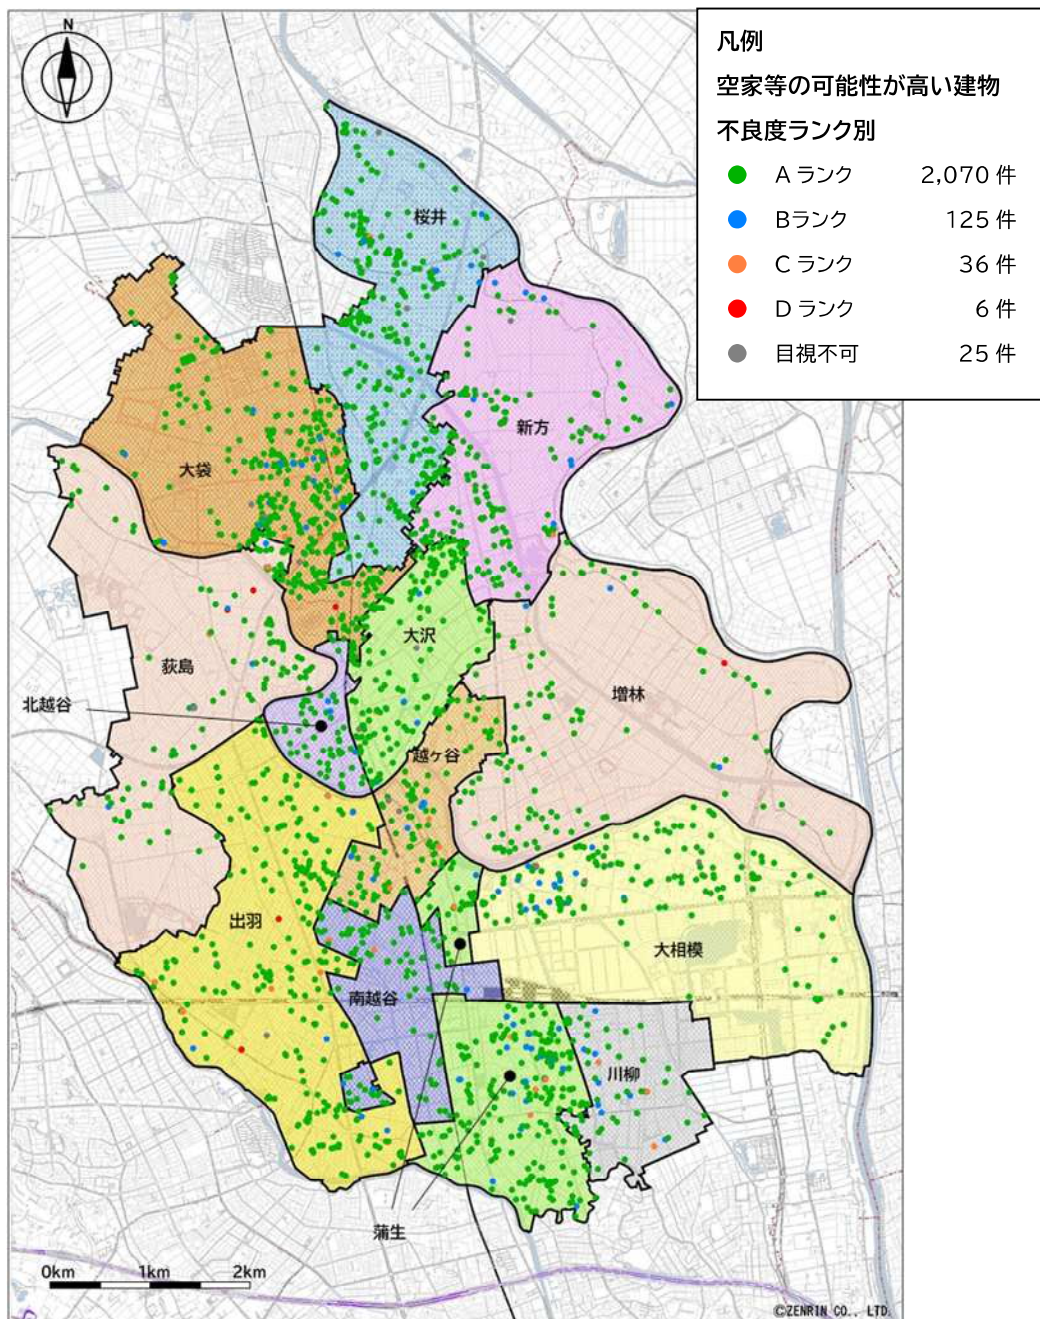 凡例
空家等の可能性が高い建物
不良度ランク別
A ランク 2,070 件
Bランク 125 件
C ランク 36 件
D ランク 6 件
目視不可 25 件
N
桜井
新方
大袋
大沢
荻島
北越谷
増林
越ヶ谷
出羽
大相模
南越谷
川柳
蒲生
0km 1km 2km
©ZENRIN CO., LTD.